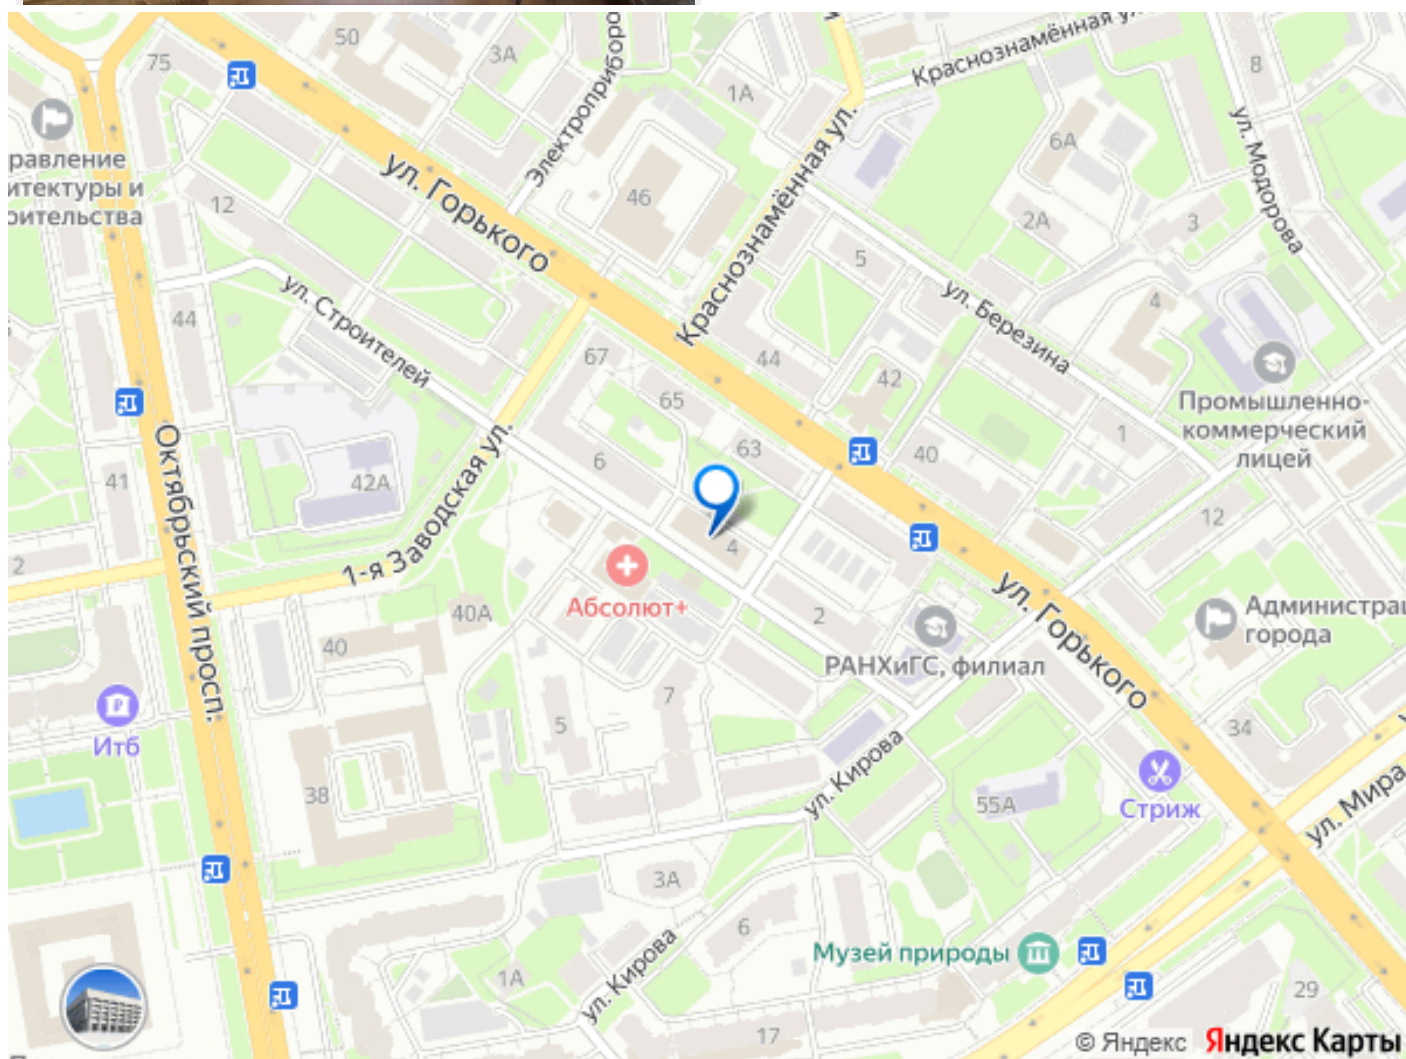 50
3А
75
1А
8
Краснознамённая ул.
Электроприборо
равление
итектуры и
оительства
6А
ул. Модорова
ул. Горького
46
12
2А
3
Краснознамённая ул.
5
ул. Строителей
ул. Березина
4
44
67
44
42
65
Промышленно-
коммерческий
лицей
63
1
40
6
41
42А
Октябрьский просп.
1-я Заводская ул.
12
4
2
Абсолют+
40А
2
ул. Горького
Администрац
города
РАНХиГС, филиал
40
7
5
34
Итб
ул. Кирова
38
55А
Стриж
ул. Мира
3А
6
Музей природы
1А
ул. Кирова
29
17
© Яндекс Яндекс Карты